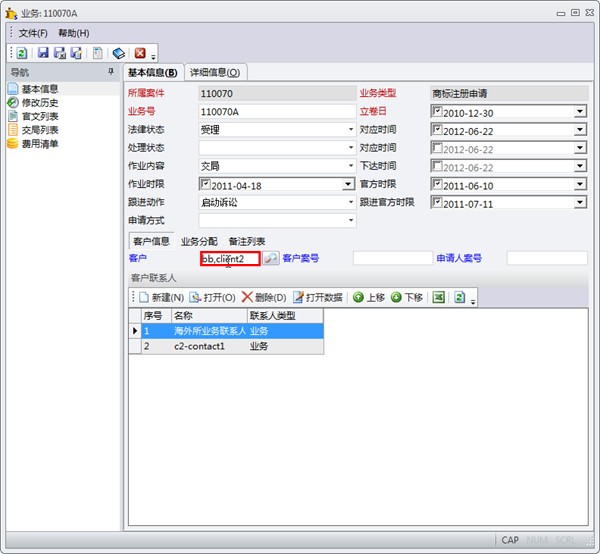 业务: 110070A
文件(F) 帮助(H)
导航
基本信息
修改历史
官文列表
交局列表
费用清单
基本信息(B) 详细信息(O)
所属案件 110070 业务类型 商标注册申请
业务号 110070A 立卷日 2010-12-30
法律状态 受理 对应时间 2012-06-22
处理状态 对应时间 2012-06-22
作业内容 交局 下达时间 2012-06-22
作业时限 2011-04-18 官方时限 2011-06-10
跟进动作 启动诉讼 跟进官方时限 2011-07-11
申请方式
客户信息 业务分配 备注列表
客户 bb,client2 客户案号 申请人案号
客户联系人
新建(N) 打开(O) 删除(D) 打开数据 上移 下移
序号 名称 联系人类型
1 海外所业务联系人 业务
2 c2-contact1 业务
CAP NUM SCRL